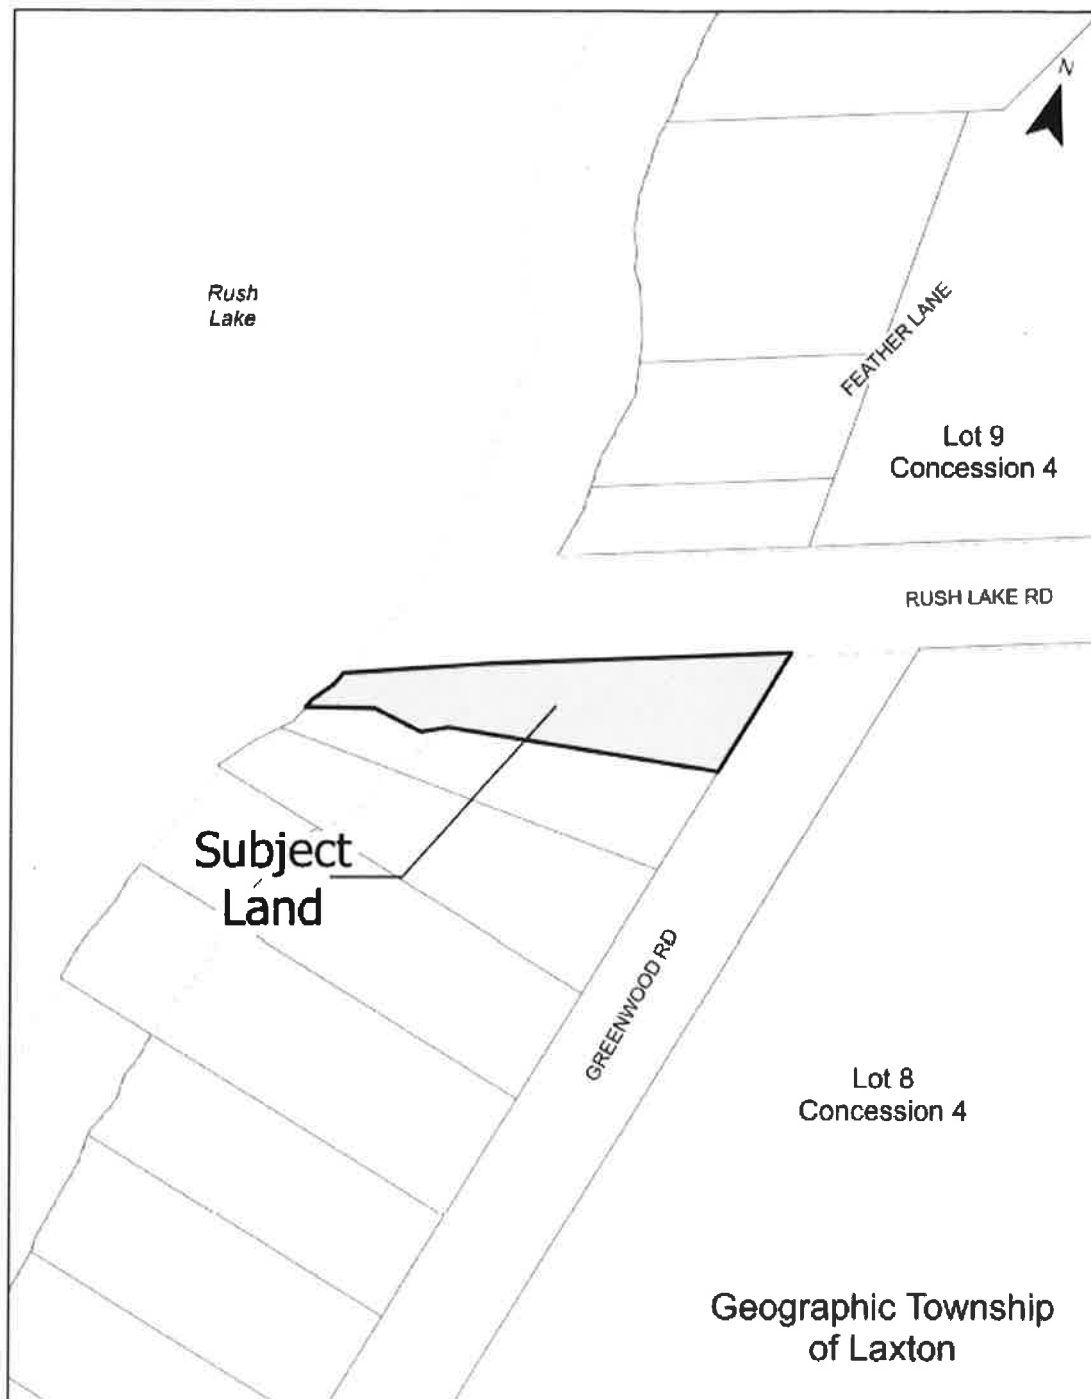 N
Rush
Lake
FEATHER LANE
Lot 9
Concession 4
RUSH LAKE RD
Subject
Land
GREENWOOD RD
Lot 8
Concession 4
Geographic Township
of Laxton